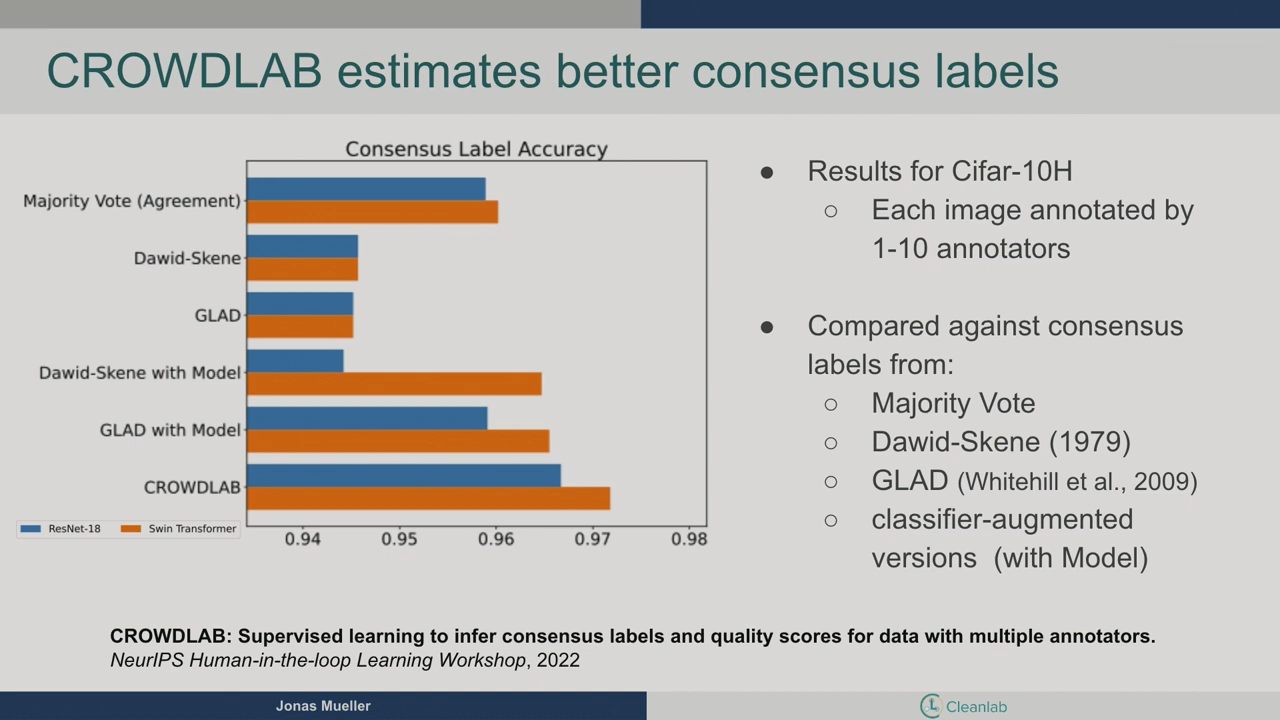 CROWDLAB estimates better consensus labels
Consensus Label Accuracy
Majority Vote (Agreement)
Dawid-Skene
GLAD
Dawid-Skene with Model
GLAD with Model
CROWDLAB
ResNet-18 Swin Transformer
0.94 0.95 0.96 0.97 0.98
● Results for Cifar-10H
○ Each image annotated by
1-10 annotators
● Compared against consensus
labels from:
○ Majority Vote
○ Dawid-Skene (1979)
○ GLAD (Whitehill et al., 2009)
○ classifier-augmented
versions (with Model)
CROWDLAB: Supervised learning to infer consensus labels and quality scores for data with multiple annotators.
NeurIPS Human-in-the-loop Learning Workshop, 2022
Jonas Mueller
Cleanlab